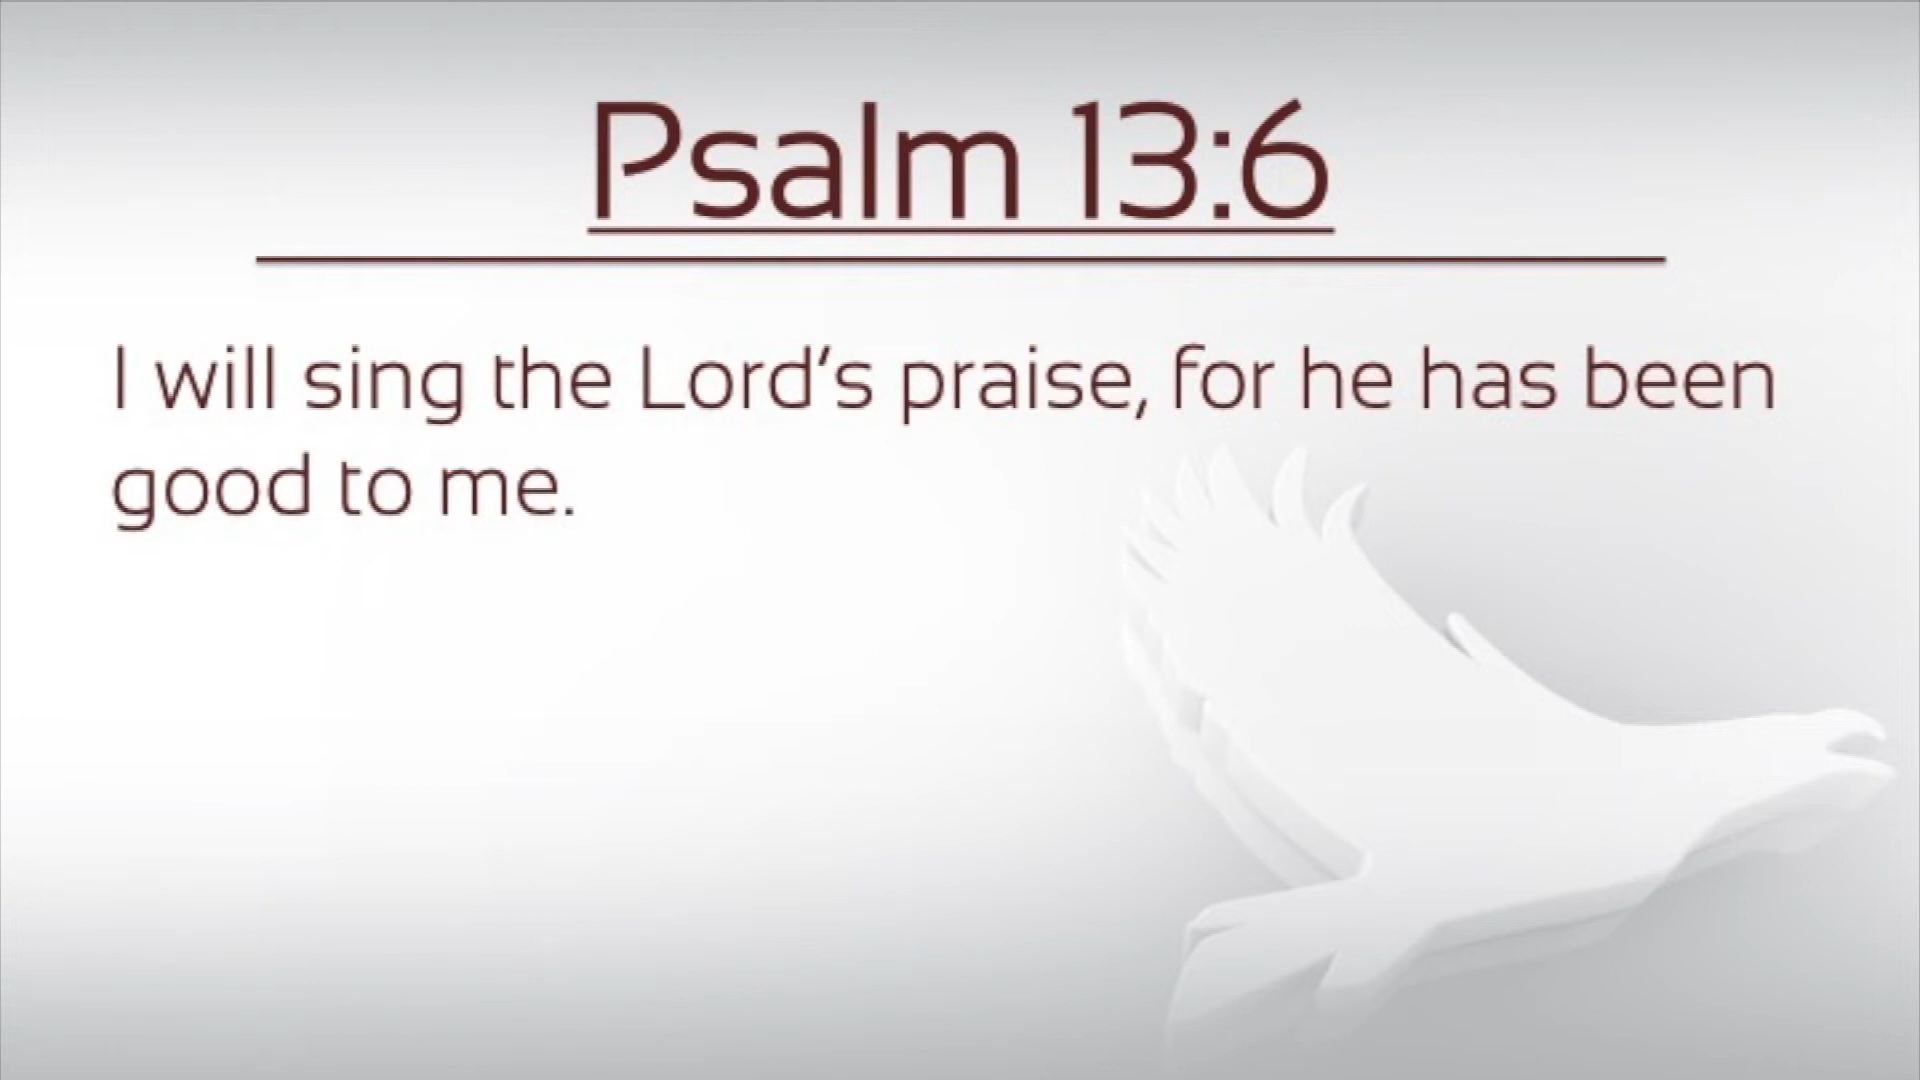 Psalm 13:6
I will sing the Lord’s praise, for he has been
good to me.